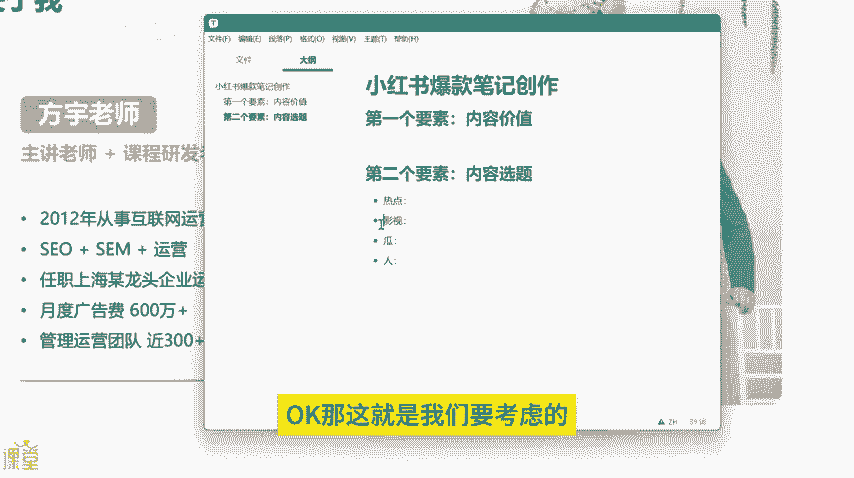 了我
方宇老师
主讲老师 + 课程研发
2012年从事互联网运营
SEO + SEM + 运营
任职上海某龙头企业运
月度广告费 600万+
管理运营团队 近300+
文件(F) 编辑(E) 段落(P) 格式(O) 视图(V) 主题(T) 帮助(H)
文件 大纲
小红书爆款笔记创作
第一个要素：内容价值
第二个要素：内容选题
小红书爆款笔记创作
第一个要素：内容价值
第二个要素：内容选题
热点：
影视：
瓜：
人：
OK那这就是我们要考虑的
课堂